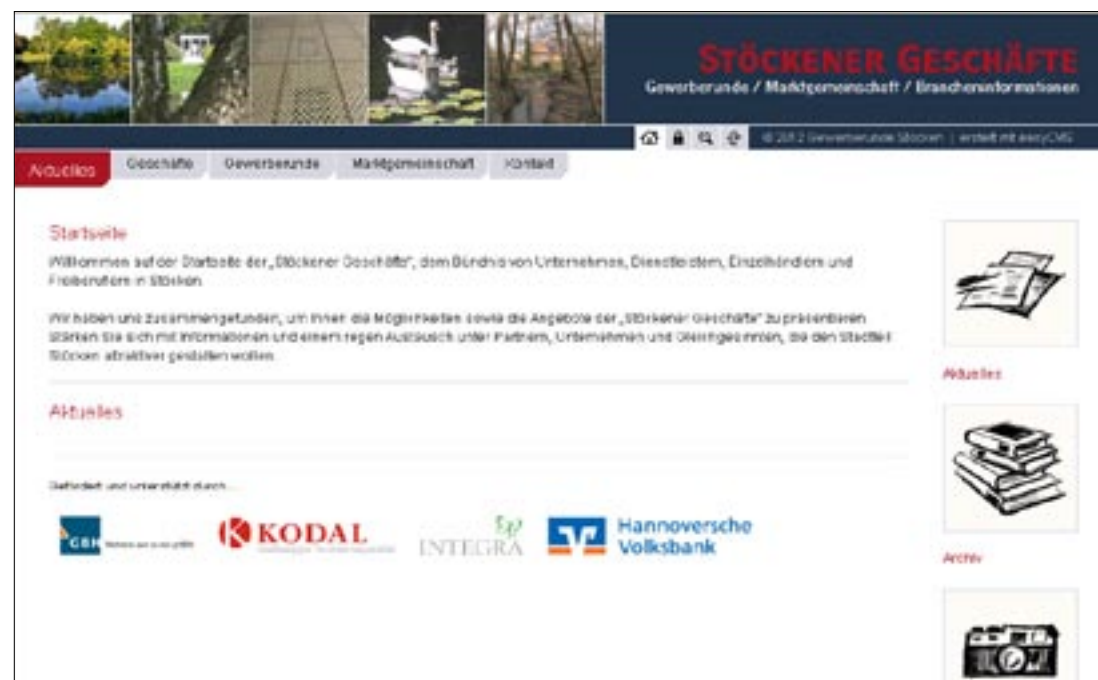 STÖCKENER GESCHÄFTE
Gewerberunde / Marktgemeinschaft / Brancheninformationen
© 2012 Gewerberunde Stöcken | erstellt mit easyCMS
Aktuelles Geschäfte Gewerberunde Marktgemeinschaft Kontakt
Startseite
Willkommen auf der Startseite der „Stöckener Geschäfte“, dem Bündnis von Unternehmen, Dienstleistern, Einzelhändlern und
Freiberuflern in Stöcken.
Wir haben uns zusammengefunden, um Ihnen die Möglichkeiten sowie die Angebote der „Stöckener Geschäfte“ zu präsentieren.
Stärken Sie sich mit Informationen und einem regen Austausch unter Partnern, Unternehmen und Gleichgesinnten, die den Stadtteil
Stöcken attraktiver gestalten wollen.
Aktuelles
Gefördert und unterstützt durch...
GBH
KODAL
INTEGRA
Hannoversche
Volksbank
Aktuelles
Archiv